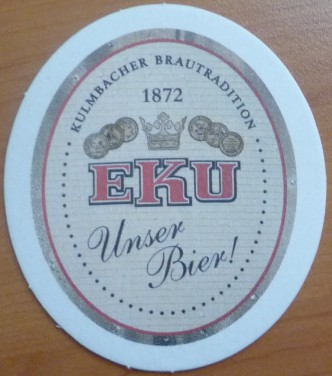 KULMBACHER BRAUTRADITION
1872
EKU
Unser
Bier!